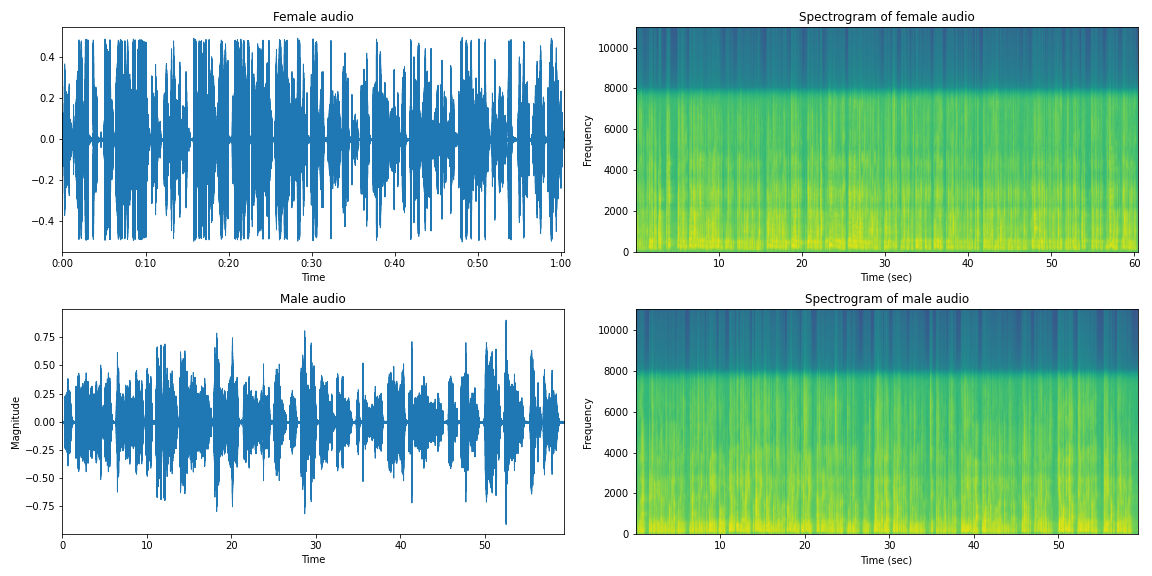 Female audio
0.4
0.2
0.0
−0.2
−0.4
0:00 0:10 0:20 0:30 0:40 0:50 1:00
Time
Spectrogram of female audio
Frequency
10000
8000
6000
4000
2000
0
10 20 30 40 50 60
Time (sec)
Male audio
Magnitude
0.75
0.50
0.25
0.00
−0.25
−0.50
−0.75
0 10 20 30 40 50
Time
Spectrogram of male audio
Frequency
10000
8000
6000
4000
2000
0
10 20 30 40 50
Time (sec)